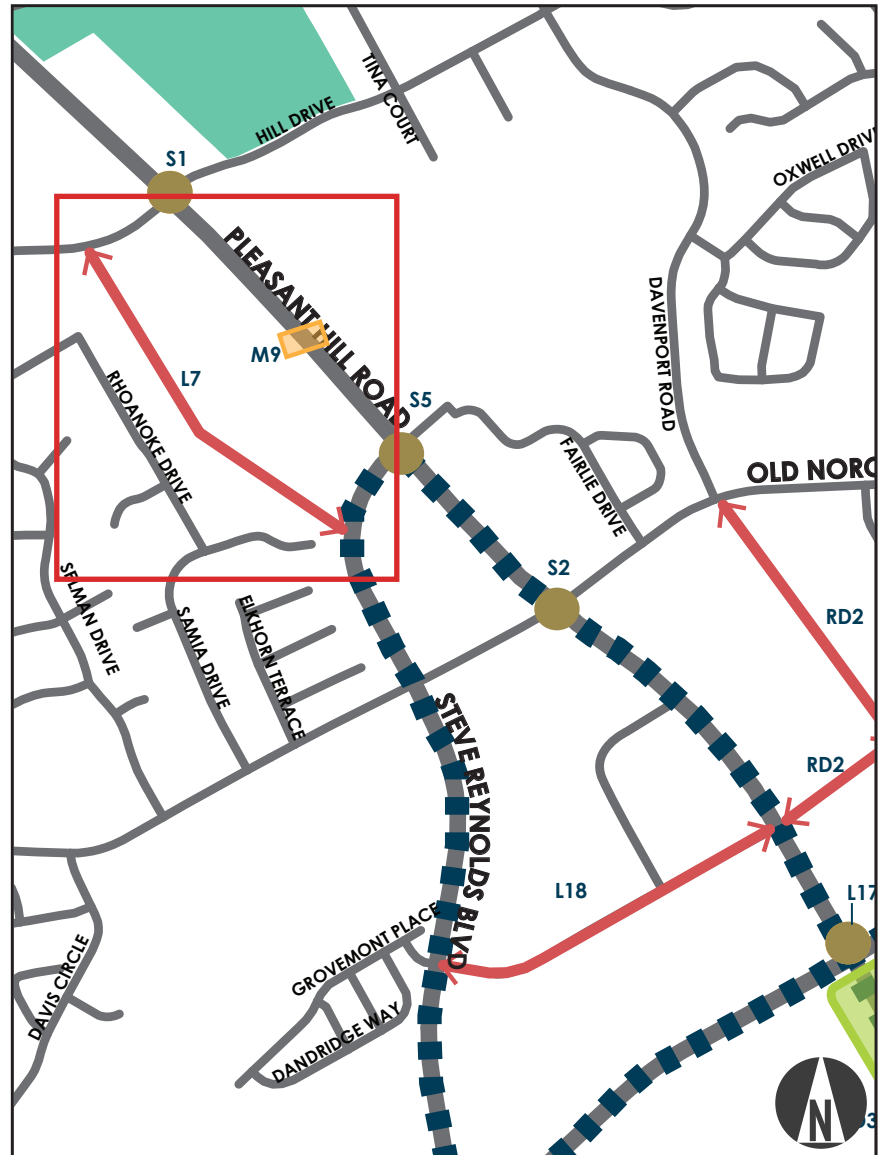 TINA COURT
HILL DRIVE
S1
OXWELL DRIV
PLEASANT HILL ROAD
DAVENPORT ROAD
M9
L7
RHOANOKE DRIVE
S5
FAIRLIE DRIVE
OLD NORC
S2
SELMAN DRIVE
SAMIA DRIVE
ELKHORN TERRACE
RD2
STEVE REYNOLDS BLVD
RD2
L18
L17
GROVEMONT PLACE
DAVIS CIRCLE
DANDRIDGE WAY
N